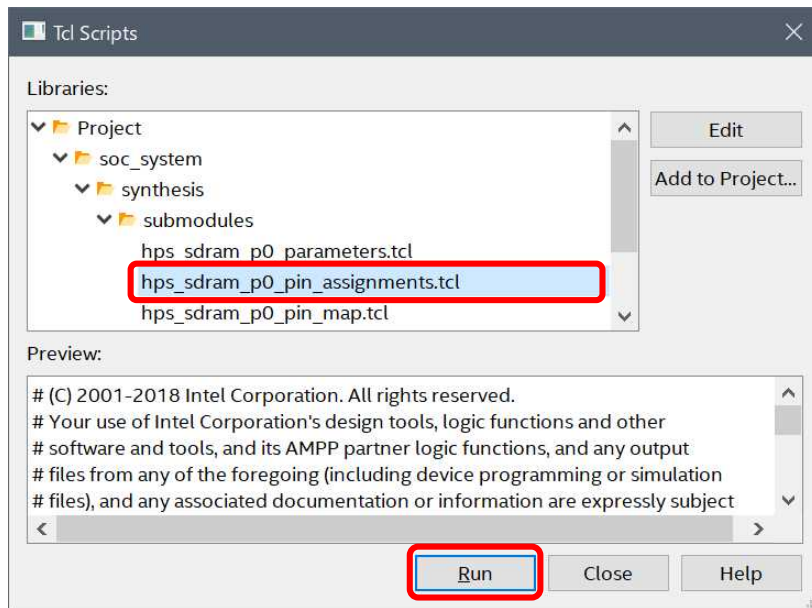 Tcl Scripts
Libraries:
Project
Edit
soc_system
Add to Project...
synthesis
submodules
hps_sdram_p0_parameters.tcl
hps_sdram_p0_pin_assignments.tcl
hps_sdram_p0_pin_map.tcl
Preview:
# (C) 2001-2018 Intel Corporation. All rights reserved.
# Your use of Intel Corporation's design tools, logic functions and other
# software and tools, and its AMPP partner logic functions, and any output
# files from any of the foregoing (including device programming or simulation
# files), and any associated documentation or information are expressly subject
Run Close Help